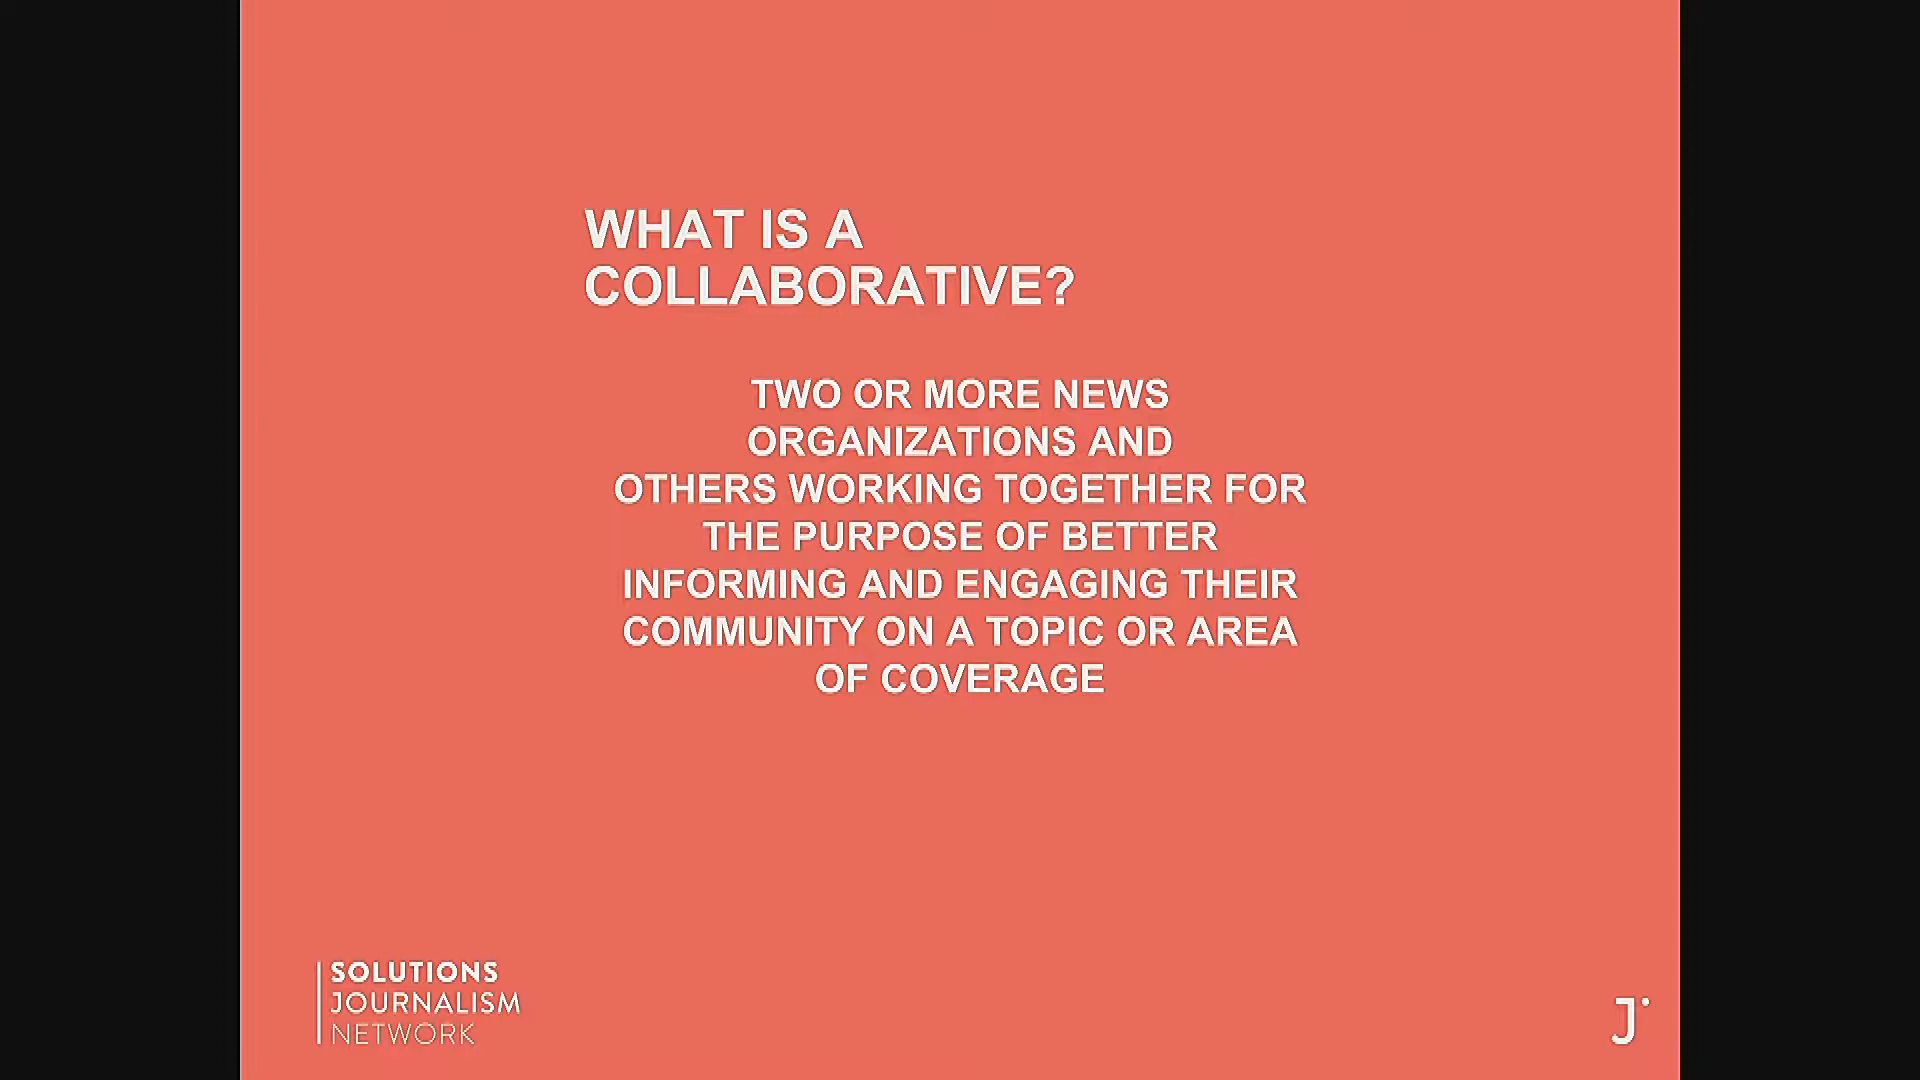 WHAT IS A
COLLABORATIVE?
TWO OR MORE NEWS
ORGANIZATIONS AND
OTHERS WORKING TOGETHER FOR
THE PURPOSE OF BETTER
INFORMING AND ENGAGING THEIR
COMMUNITY ON A TOPIC OR AREA
OF COVERAGE
SOLUTIONS
JOURNALISM
NETWORK
J